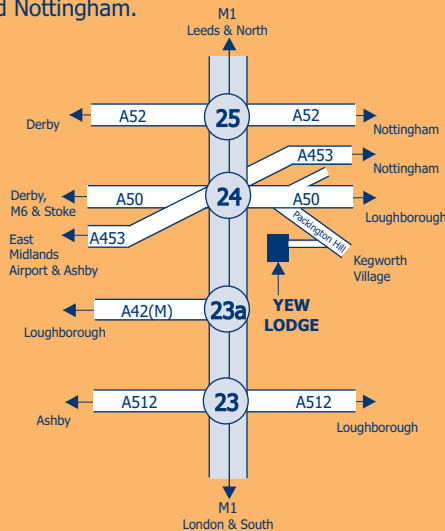 d Nottingham.
M1
Leeds & North
Derby
A52
25
A52
Nottingham
A453
Nottingham
Derby,
M6 & Stoke
A50
24
A50
Loughborough
East
Midlands
Airport & Ashby
A453
Packington Hill
Kegworth
Village
YEW
LODGE
A42(M)
23a
Loughborough
A512
23
A512
Ashby
Loughborough
M1
London & South